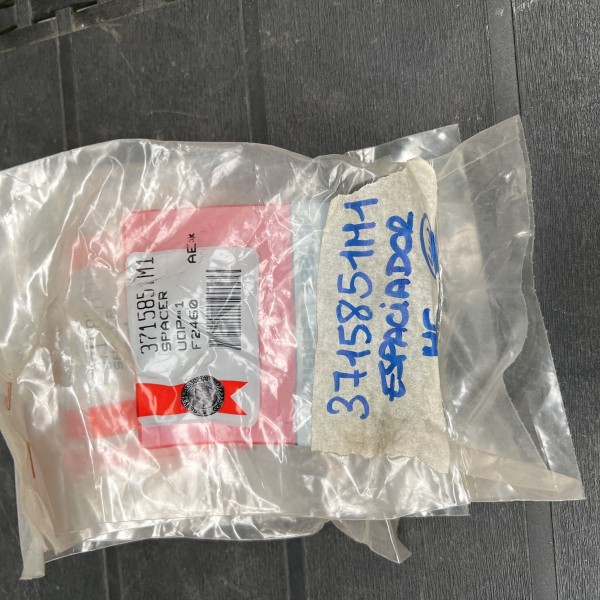 3715851M1
SPACER
UOP=1
F2460
AE
3715851M1
ESPACIADOR